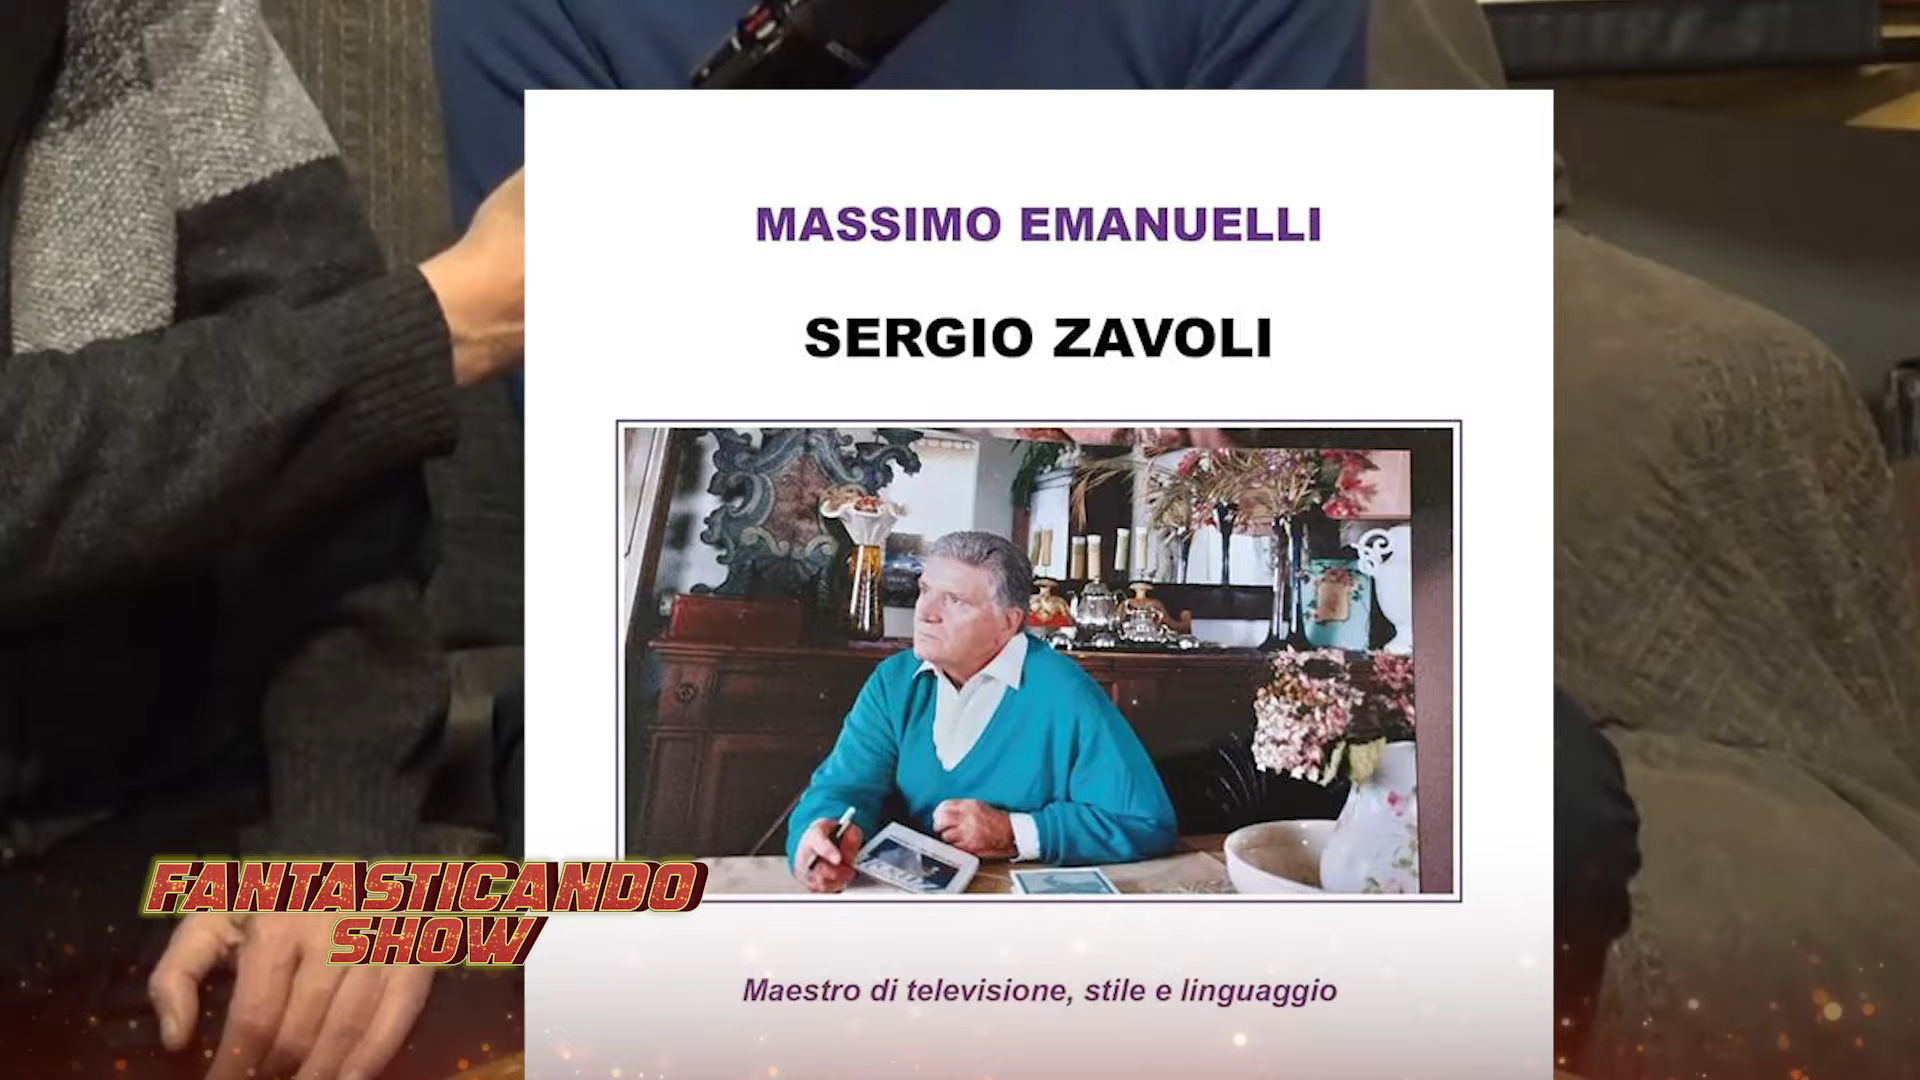 MASSIMO EMANUELLI
SERGIO ZAVOLI
FANTASTICANDO
SHOW
Maestro di televisione, stile e linguaggio